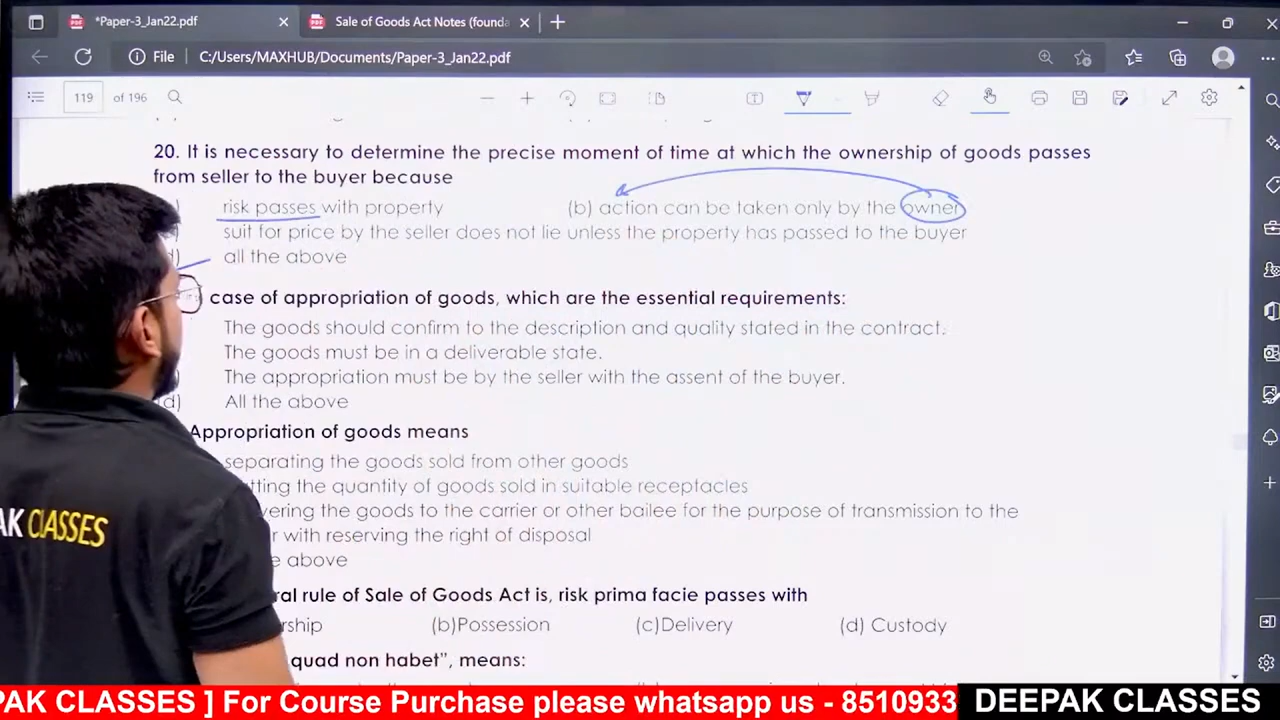 *Paper-3_Jan22.pdf
Sale of Goods Act Notes (founda
File C:/Users/MAXHUB/Documents/Paper-3_Jan22.pdf
119 of 196
20. It is necessary to determine the precise moment of time at which the ownership of goods passes
from seller to the buyer because
risk passes with property (b) action can be taken only by the owner
suit for price by the seller does not lie unless the property has passed to the buyer
d) all the above
case of appropriation of goods, which are the essential requirements:
The goods should confirm to the description and quality stated in the contract.
The goods must be in a deliverable state.
The appropriation must be by the seller with the assent of the buyer.
(d) All the above
Appropriation of goods means
separating the goods sold from other goods
tting the quantity of goods sold in suitable receptacles
vering the goods to the carrier or other bailee for the purpose of transmission to the
r with reserving the right of disposal
e above
ral rule of Sale of Goods Act is, risk prima facie passes with
rship (b)Possession (c)Delivery (d) Custody
quad non habet", means:
AK CLASSES
PAK CLASSES ] For Course Purchase please whatsapp us - 8510933
DEEPAK CLASSES